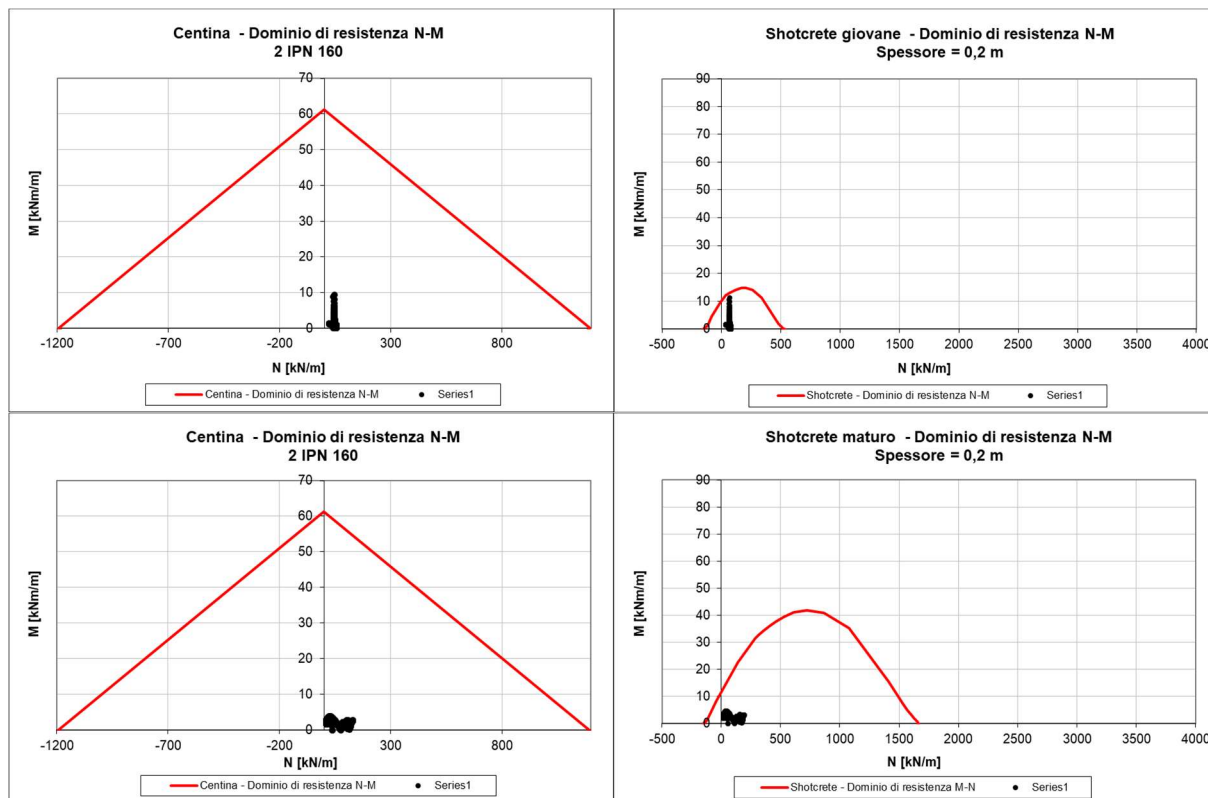 Centina - Dominio di resistenza N-M
2 IPN 160
M [kNm/m]
70
60
50
40
30
20
10
0
-1200
-700
-200
300
800
N [kN/m]
Centina - Dominio di resistenza N-M
Series1
Shotcrete giovane - Dominio di resistenza N-M
Spessore = 0,2 m
M [kNm/m]
90
80
70
60
50
40
30
20
10
0
-500
0
500
1000
1500
2000
2500
3000
3500
4000
N [kN/m]
Shotcrete - Dominio di resistenza N-M
Series1
Centina - Dominio di resistenza N-M
2 IPN 160
M [kNm/m]
70
60
50
40
30
20
10
0
-1200
-700
-200
300
800
N [kN/m]
Centina - Dominio di resistenza N-M
Series1
Shotcrete maturo - Dominio di resistenza N-M
Spessore = 0,2 m
M [kNm/m]
90
80
70
60
50
40
30
20
10
0
-500
0
500
1000
1500
2000
2500
3000
3500
4000
N [kN/m]
Shotcrete - Dominio di resistenza M-N
Series1